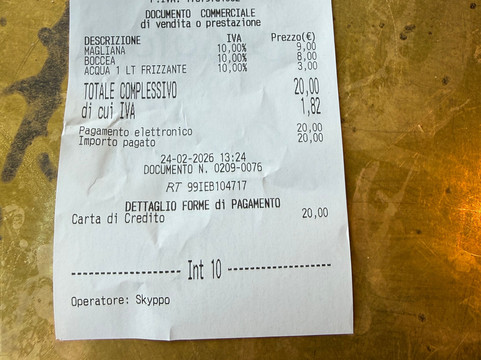 DOCUMENTO COMMERCIALE
di vendita o prestazione
DESCRIZIONE IVA Prezzo(€)
MAGLIANA 10,00% 9,00
BOCCEA 10,00% 8,00
ACQUA 1 LT FRIZZANTE 10,00% 3,00
TOTALE COMPLESSIVO 20,00
di cui IVA 1,82
Pagamento elettronico 20,00
Importo pagato 20,00
24-02-2026 13:24
DOCUMENTO N. 0209-0076
RT 99IEB104717
DETTAGLIO FORME di PAGAMENTO
Carta di Credito 20,00
-------------------- Int 10 --------------------
Operatore: Skyppo